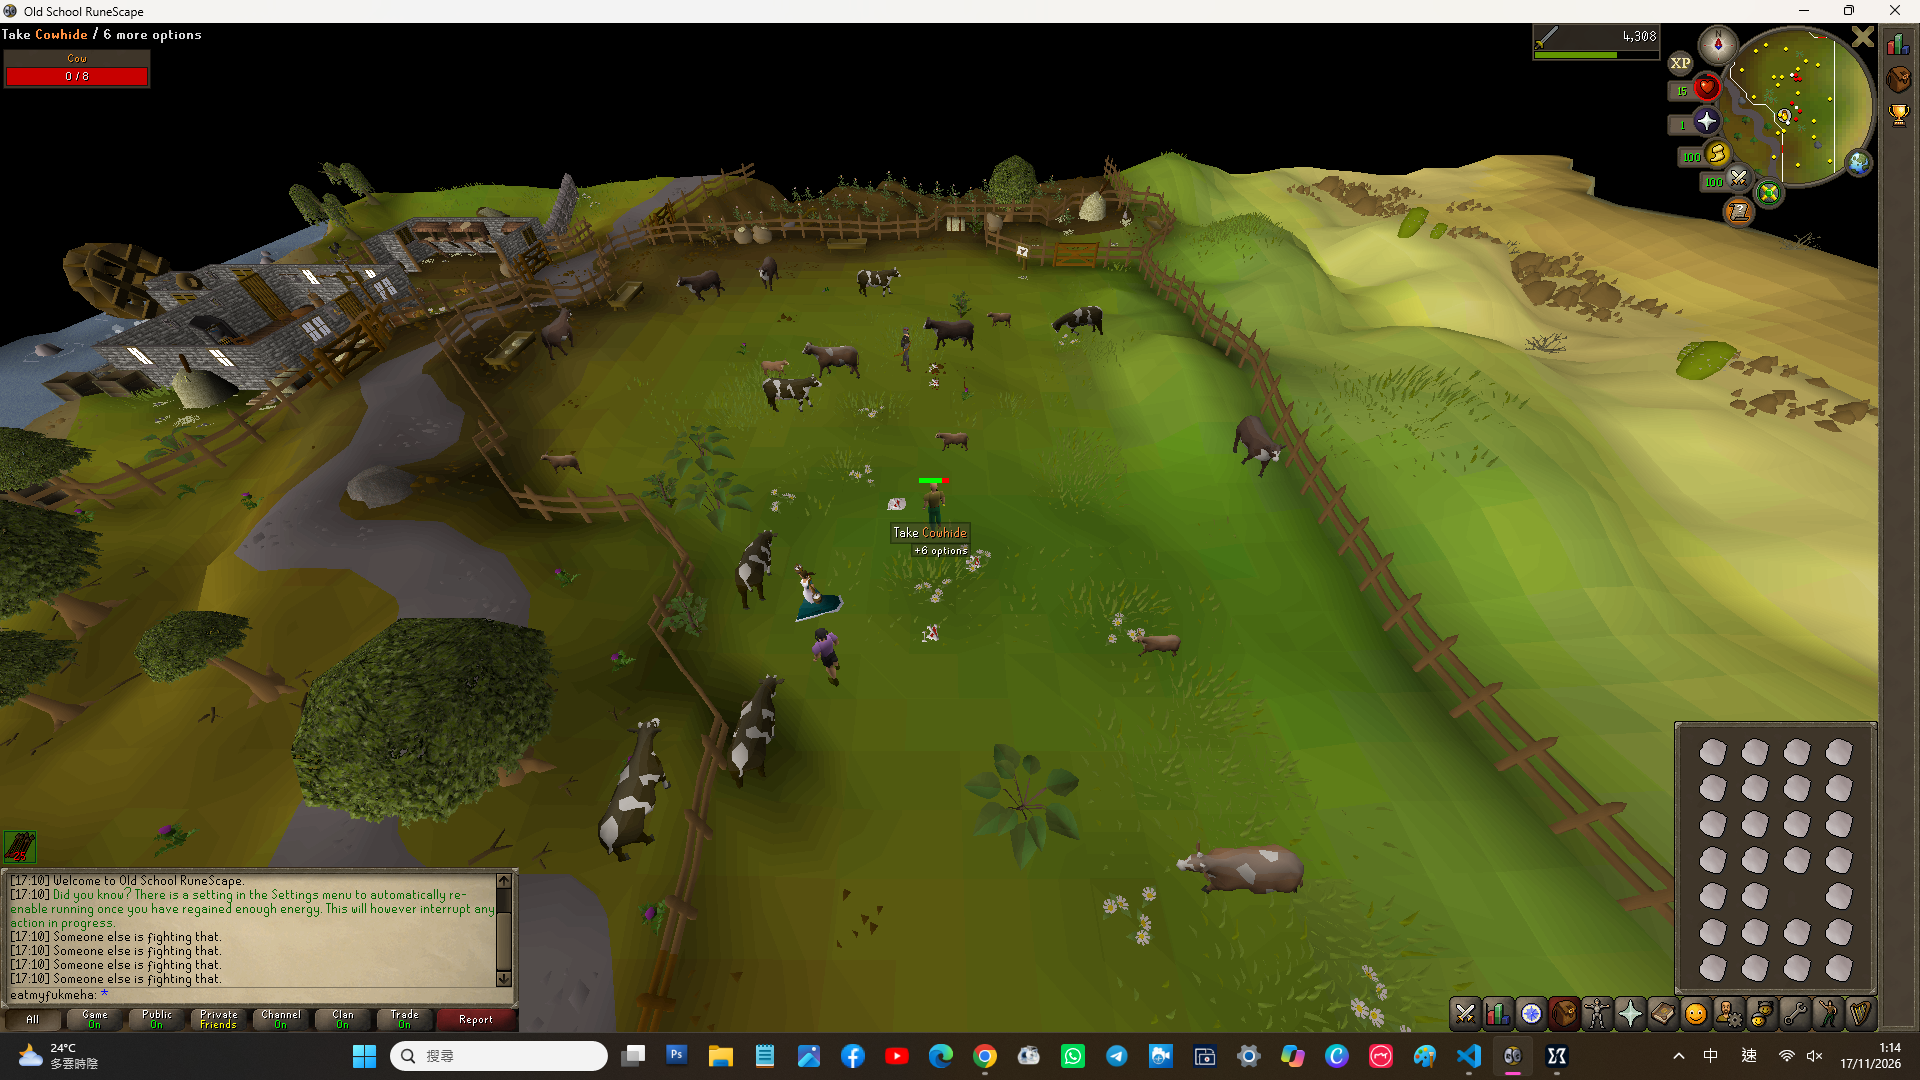 Old School RuneScape
Take Cowhide / 6 more options
Cow
0 / 8
4,308
N
XP
15
1
100
100
Take Cowhide
+6 options
1
23
[17:10] Welcome to Old School RuneScape.
[17:10] Did you know? There is a setting in the Settings menu to automatically re-
enable running once you have regained enough energy. This will however interrupt any
action in progress.
[17:10] Someone else is fighting that.
[17:10] Someone else is fighting that.
[17:10] Someone else is fighting that.
[17:10] Someone else is fighting that.
eatmyfukmeha: *
All
Game
On
Public
On
Private
Friends
Channel
On
Clan
On
Trade
On
Report
24°C
多雲時陰
搜尋
Ps
中
速
1:14
17/11/2026